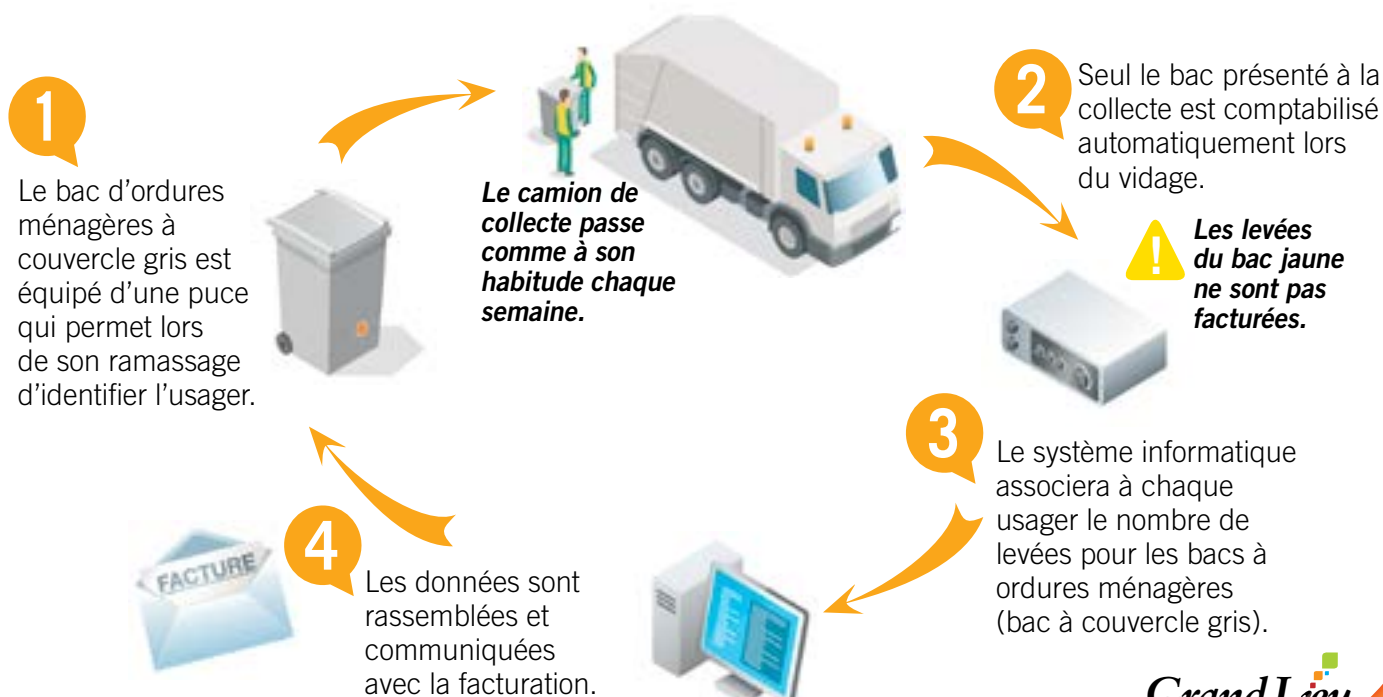 1
Le bac d’ordures
ménagères à
couvercle gris est
équipé d’une puce
qui permet lors
de son ramassage
d’identifier l’usager.
Le camion de
collecte passe
comme à son
habitude chaque
semaine.
2
Seul le bac présenté à la
collecte est comptabilisé
automatiquement lors
du vidage.
!
Les levées
du bac jaune
ne sont pas
facturées.
3
Le système informatique
associera à chaque
usager le nombre de
levées pour les bacs à
ordures ménagères
(bac à couvercle gris).
4
FACTURE
Les données sont
rassemblées et
communiquées
avec la facturation.
Grand Lieu